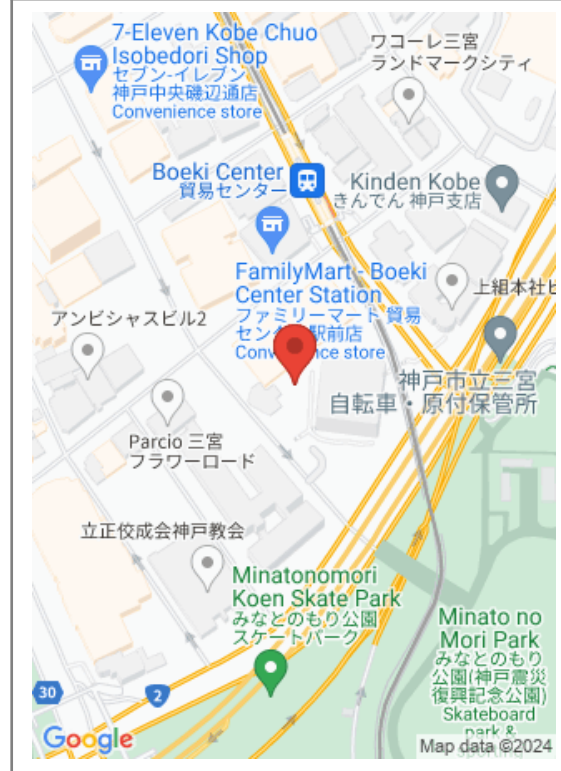 7-Eleven Kobe Chuo
Isobedori Shop
セブン-イレブン
神戸中央磯辺通店
Convenience store
ワコーレ三宮
ランドマークシティ
Boeki Center
貿易センター
Kinden Kobe
きんでん 神戸支店
FamilyMart - Boeki
Center Station
ファミリーマート 貿易
セン 駅前店
store
上組本社ビ
アンビシャスビル2
神戸市立三宮
自転車・原付保管所
Parcio 三宮
フラワーロード
立正佼成会神戸教会
Minatonomori
Koen Skate Park
みなとのもり公園
スケートパーク
Minato no
Mori Park
みなとのもり
公園(神戸震災
復興記念公園)
Skateboard
park &
30
2
Google
Map data ©2024